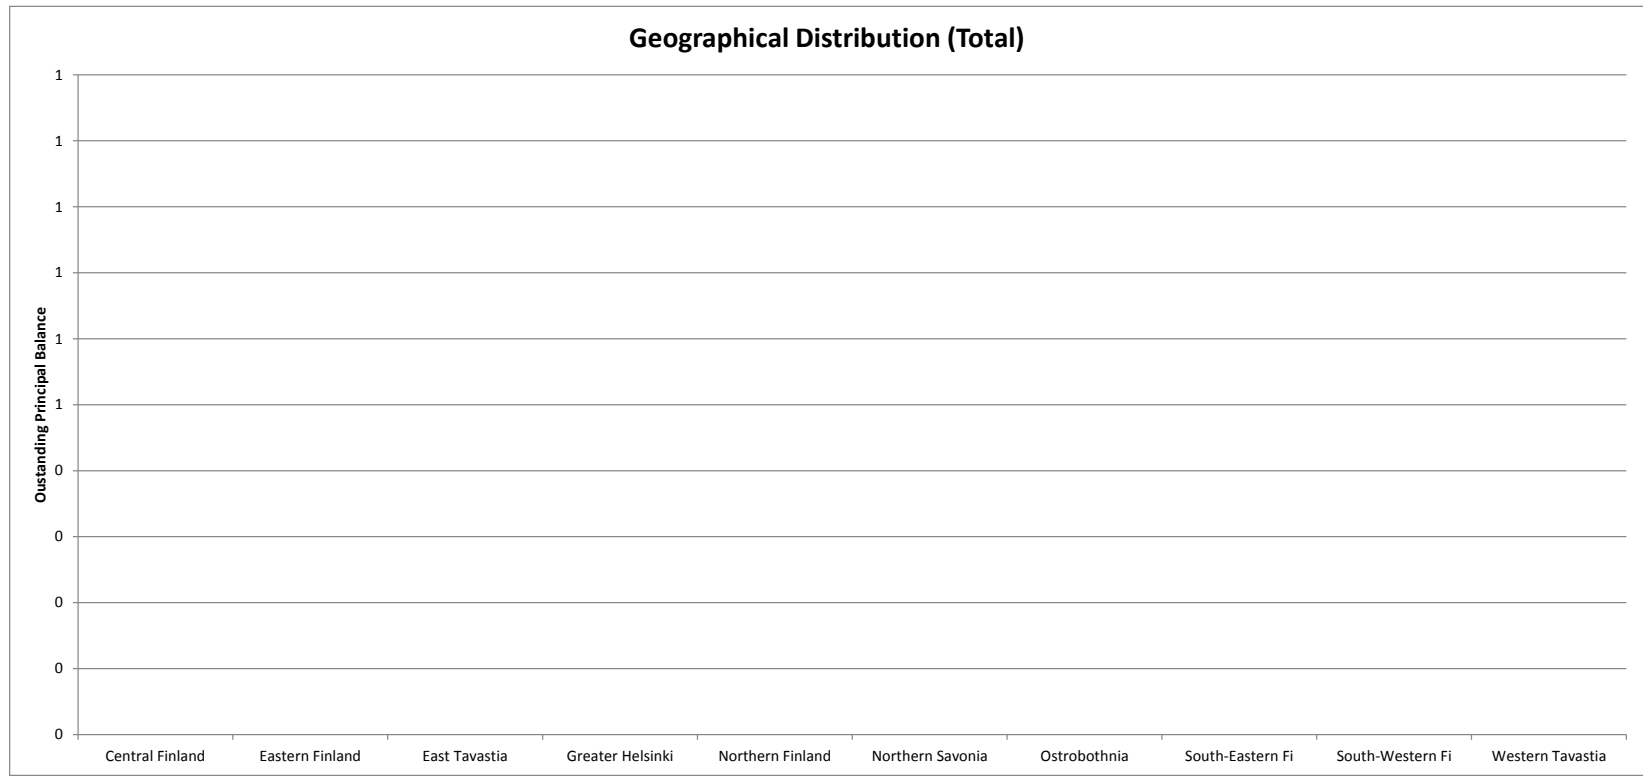 Geographical Distribution (Total)
1
1
1
1
1
1
0
0
0
0
0
Oustanding Principal Balance
Central Finland
Eastern Finland
East Tavastia
Greater Helsinki
Northern Finland
Northern Savonia
Ostrobothnia
South-Eastern Fi
South-Western Fi
Western Tavastia